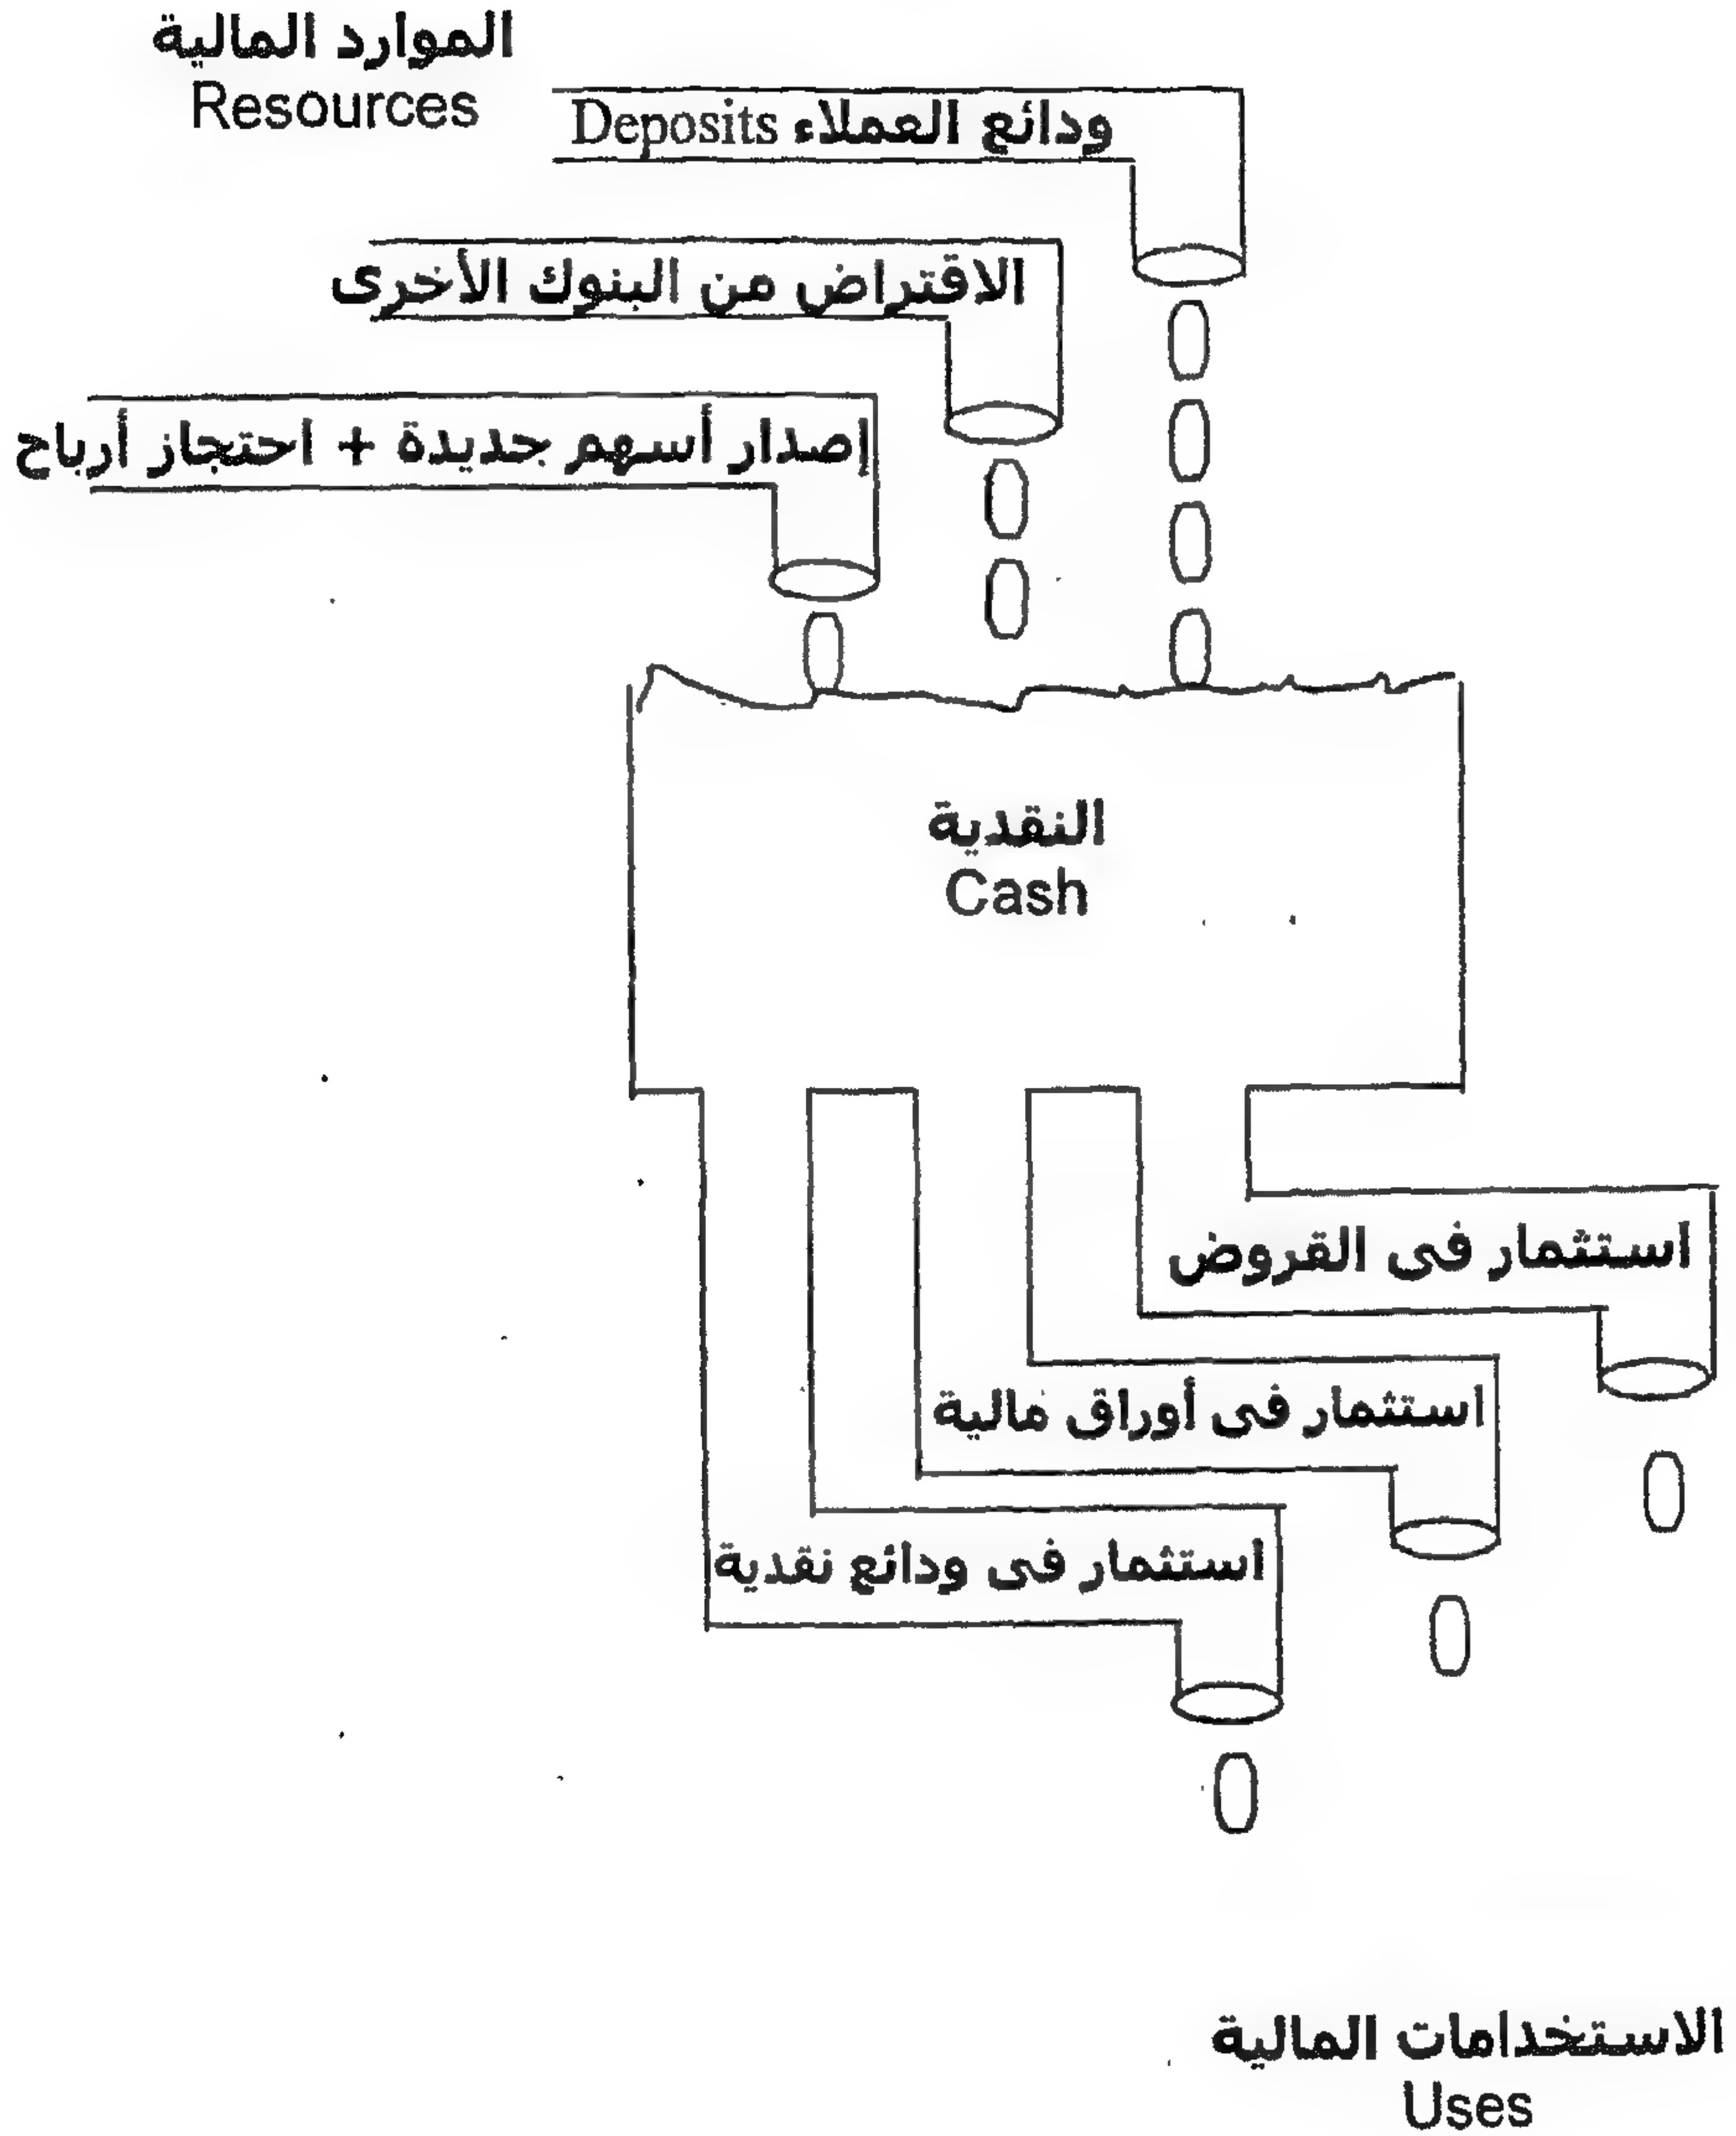 الموارد المالية
Resources
ودائع العملاء Deposits
الاقتراض من البنوك الأخرى
إصدار أسهم جديدة + احتجاز أرباح
النقدية
Cash
استثمار فى القروض
استثمار فى أوراق مالية
استثمار فى ودائع نقدية
الاستخدامات المالية
Uses